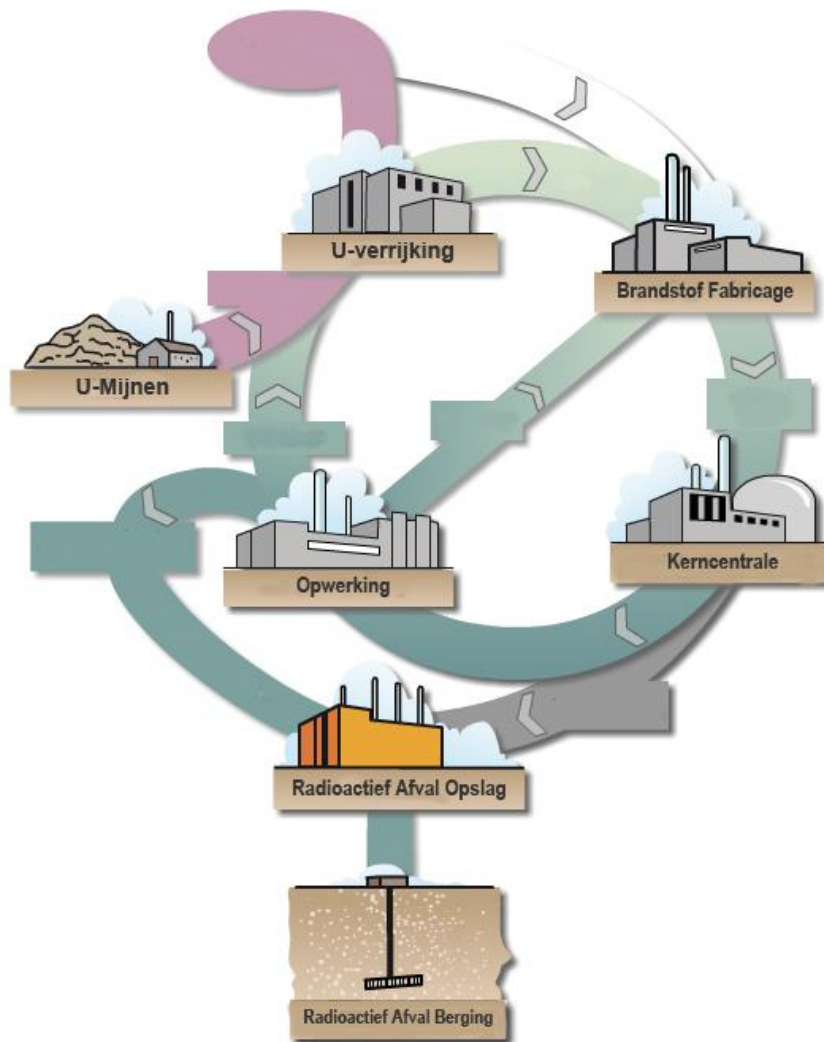 U-verrijking
Brandstof Fabricage
U-Mijnen
Opwerking
Kerncentrale
Radioactief Afval Opslag
Radioactief Afval Berging